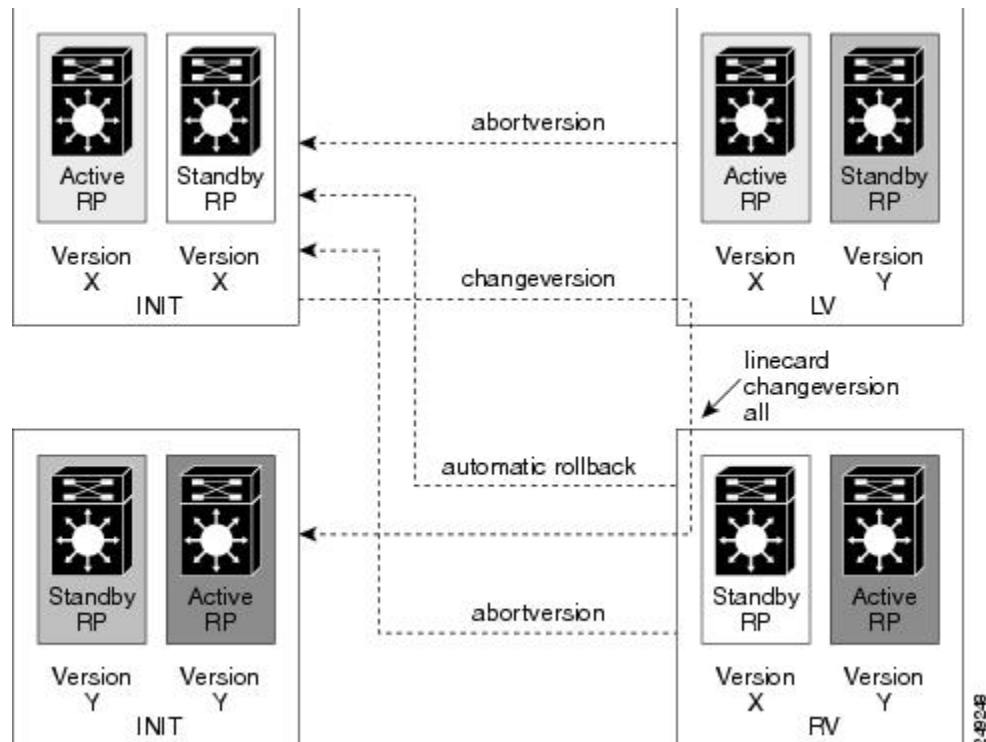 Active
RP
Standby
RP
Version
X
Version
X
INIT
abortversion
changeversion
Active
RP
Standby
RP
Version
X
Version
Y
LV
linecard
changeversion
all
automatic rollback
abortversion
Standby
RP
Active
RP
Version
Y
Version
Y
INIT
Standby
RP
Active
RP
Version
X
Version
Y
RV
249248